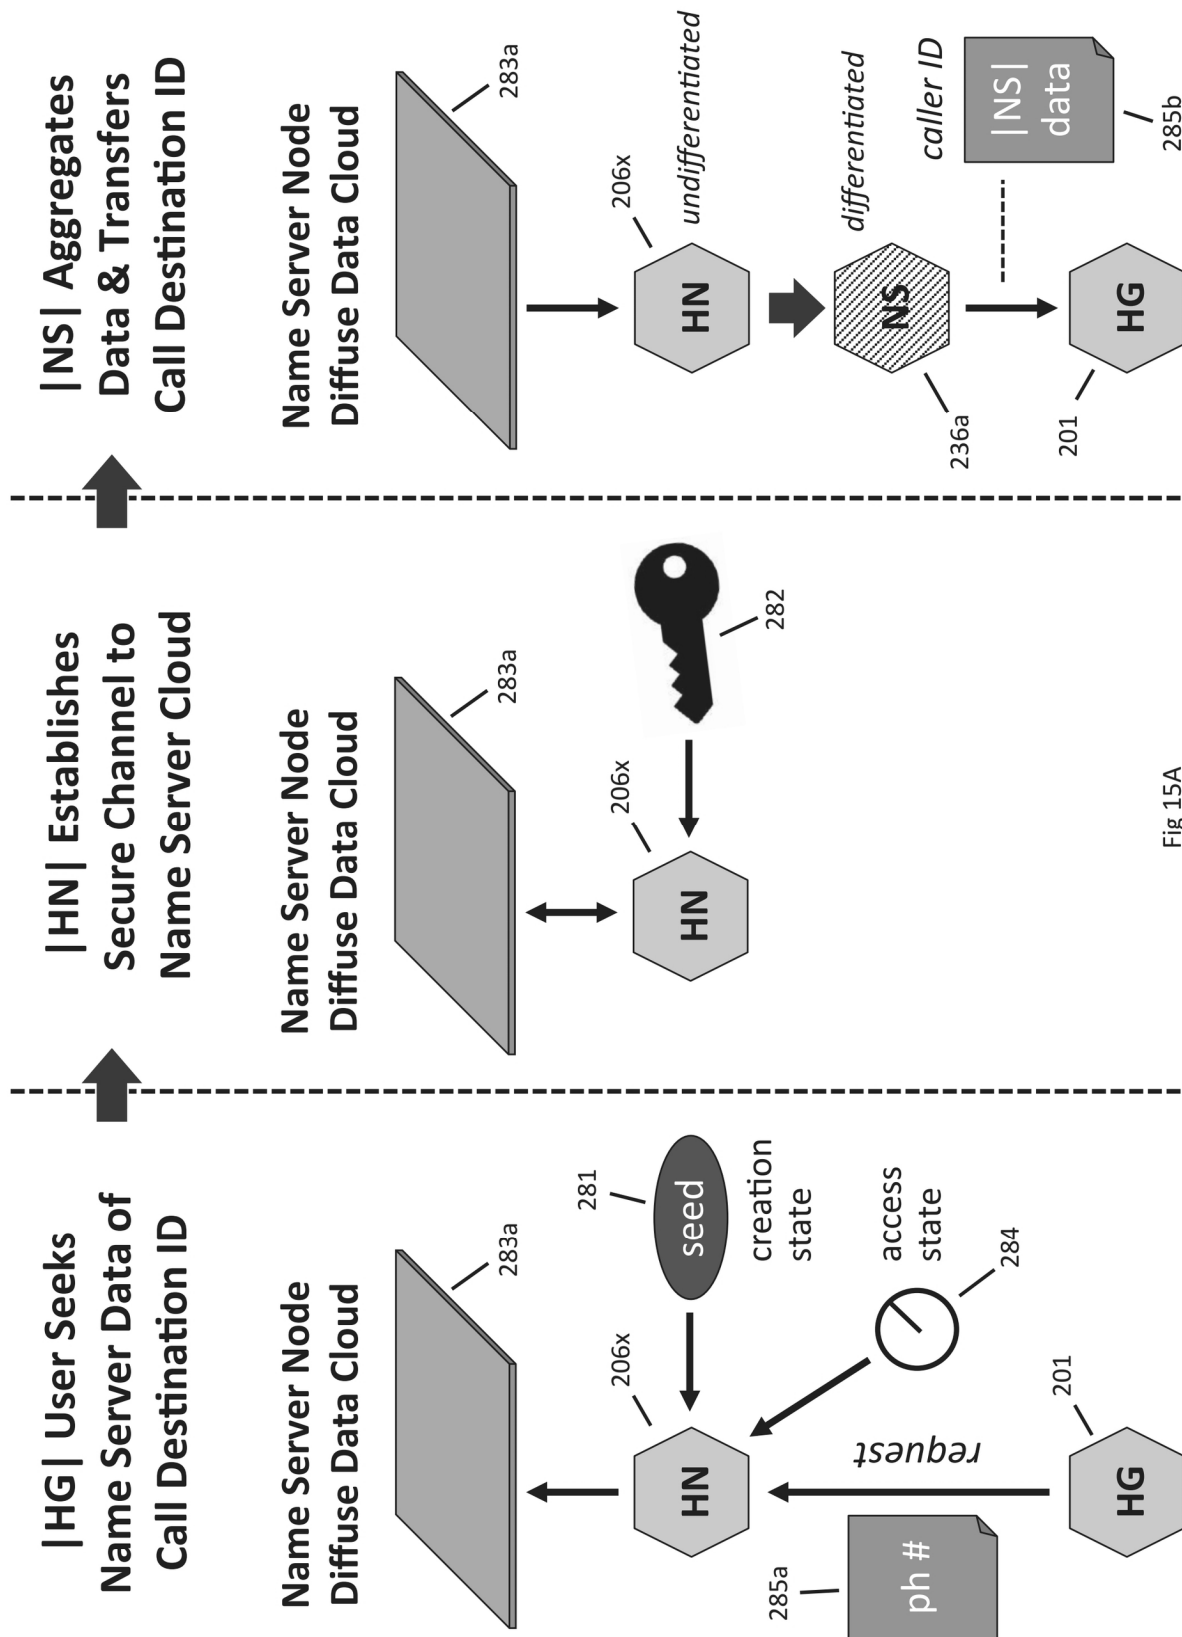 |HG| User Seeks
Name Server Data of
Call Destination ID
Name Server Node
Diffuse Data Cloud
283a
281
seed
creation
state
206x
HN
access
state
284
request
285a
ph #
201
HG
|HN| Establishes
Secure Channel to
Name Server Cloud
Name Server Node
Diffuse Data Cloud
283a
206x
HN
282
|NS| Aggregates
Data & Transfers
Call Destination ID
Name Server Node
Diffuse Data Cloud
283a
206x
HN
undifferentiated
differentiated
NS
236a
caller ID
|NS|
data
285b
201
HG
Fig 15A